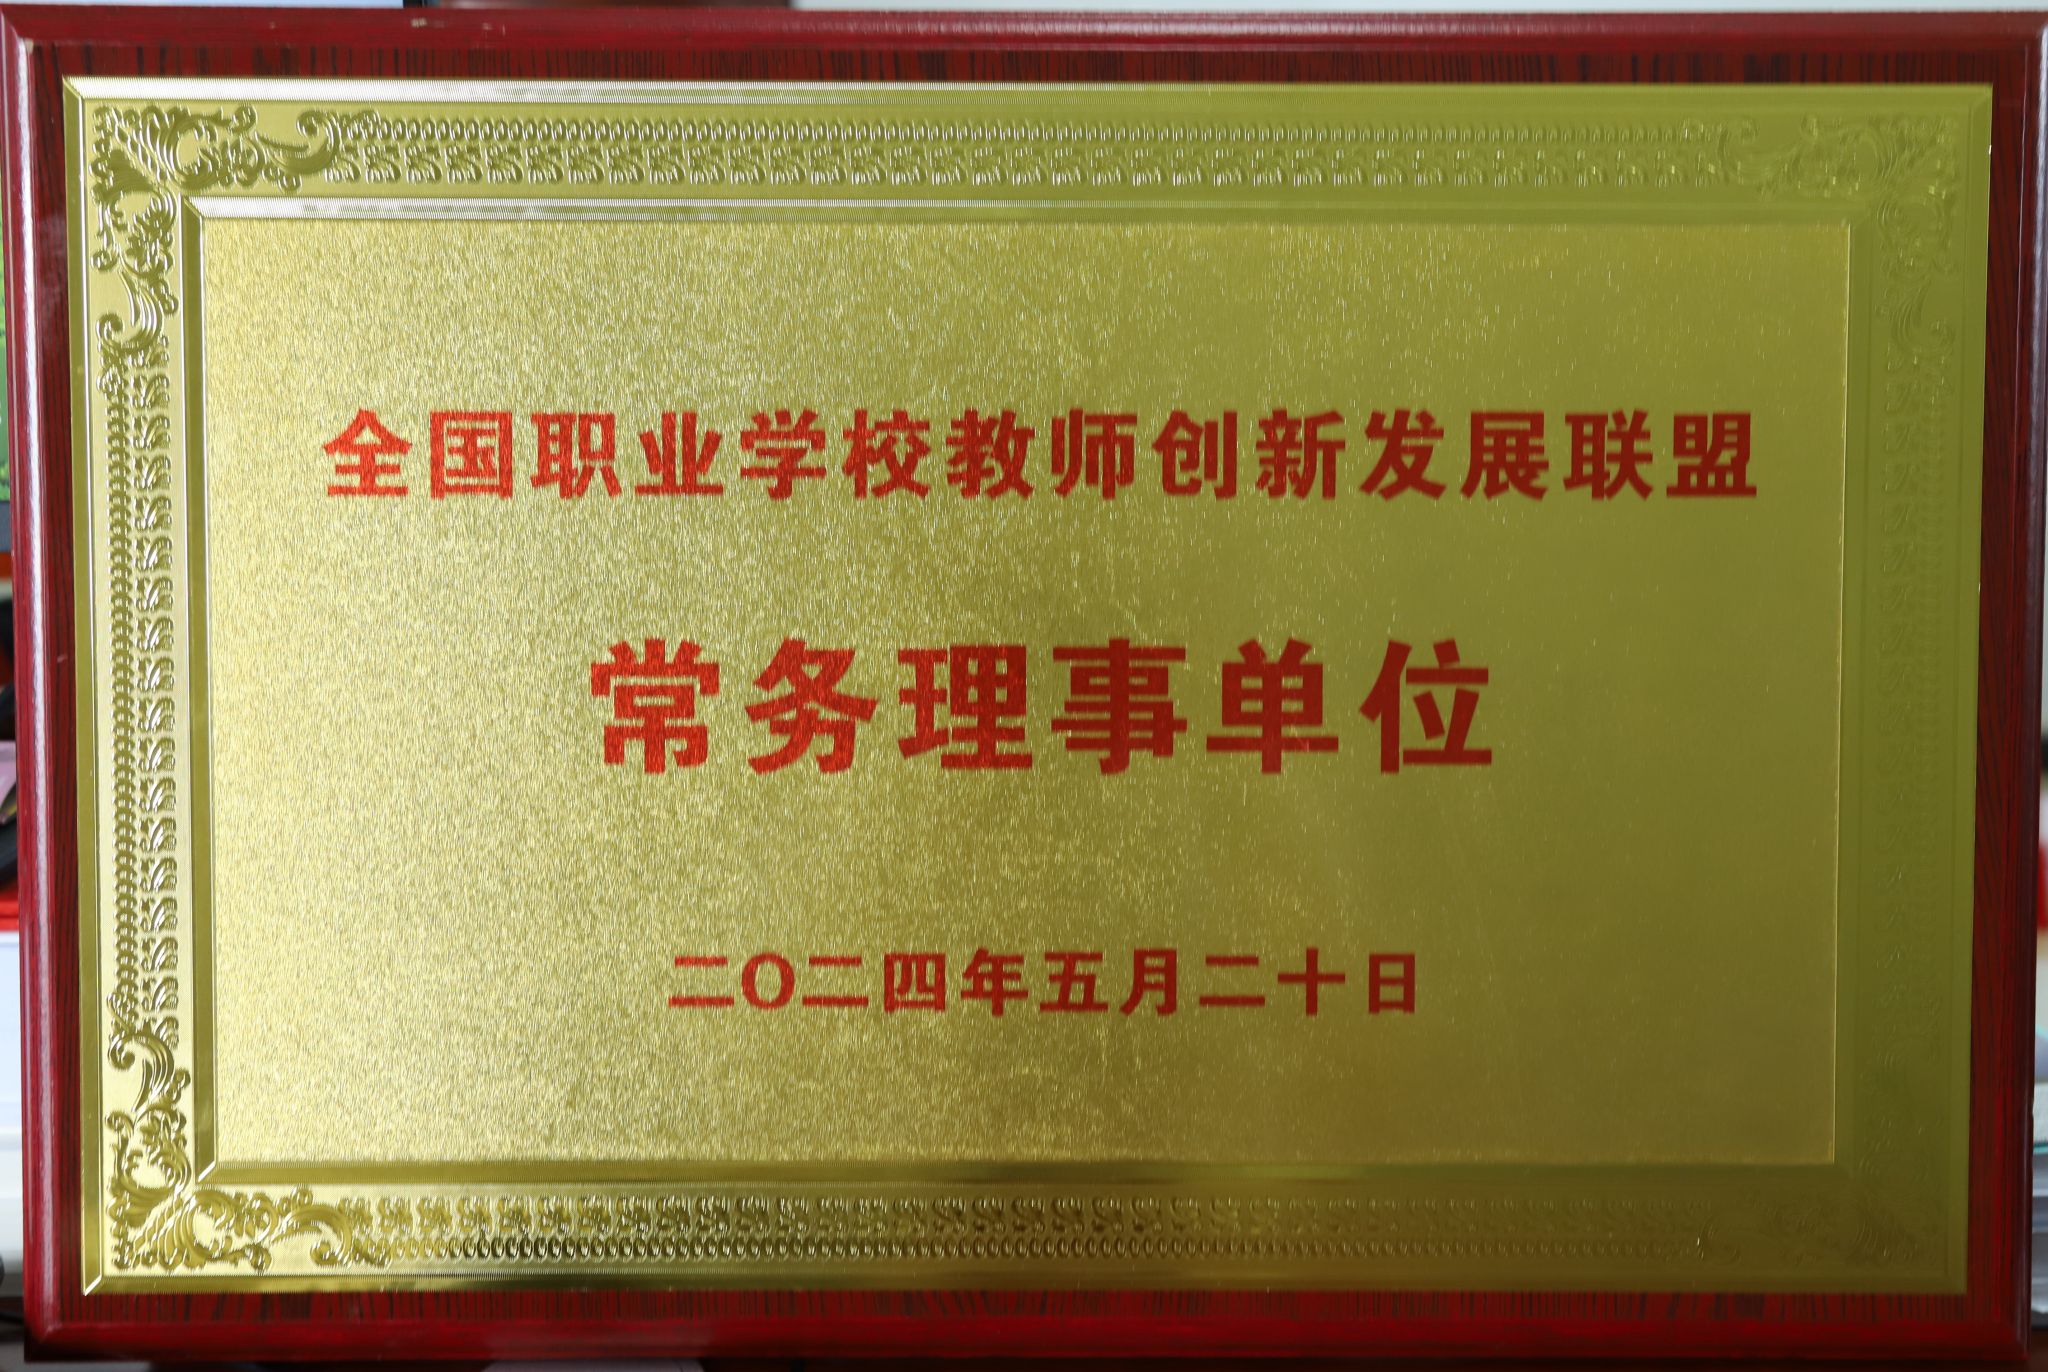 全国职业学校教师创新发展联盟
常务理事单位
二O二四年五月二十日